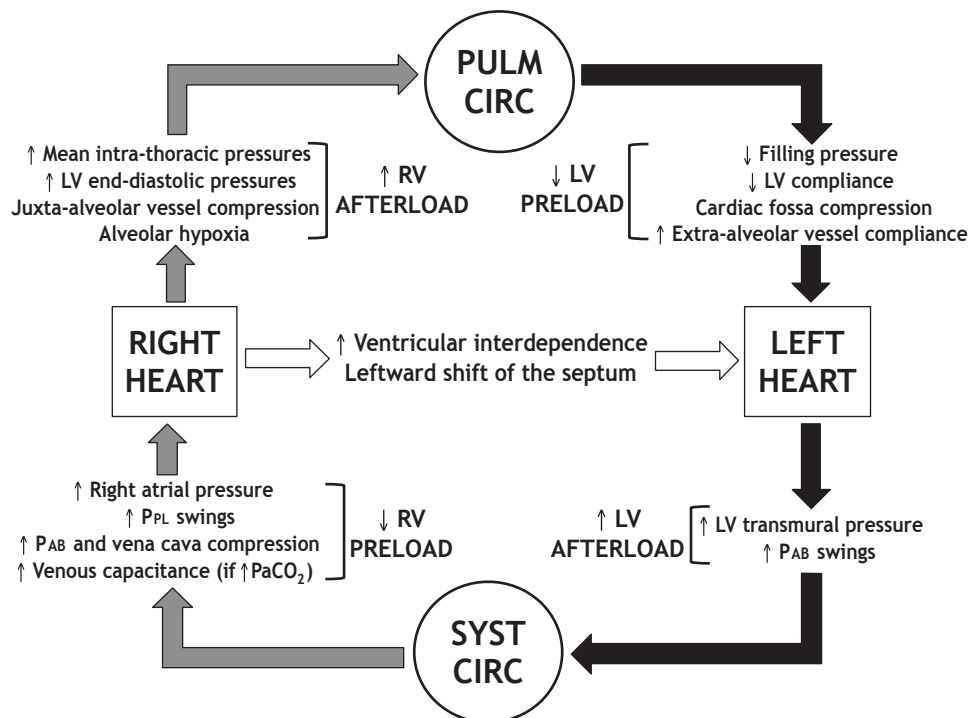 PULM
CIRC
↑ Mean intra-thoracic pressures
↑ LV end-diastolic pressures
Juxta-alveolar vessel compression
Alveolar hypoxia
↑ RV
AFTERLOAD
↓ LV
PRELOAD
↓ Filling pressure
↓ LV compliance
Cardiac fossa compression
↑ Extra-alveolar vessel compliance
RIGHT
HEART
↑ Ventricular interdependence
Leftward shift of the septum
LEFT
HEART
↑ Right atrial pressure
↑ PPL swings
↑ PAB and vena cava compression
↑ Venous capacitance (if ↑PaCO₂)
↓ RV
PRELOAD
↑ LV
AFTERLOAD
↑ LV transmural pressure
↑ PAB swings
SYST
CIRC